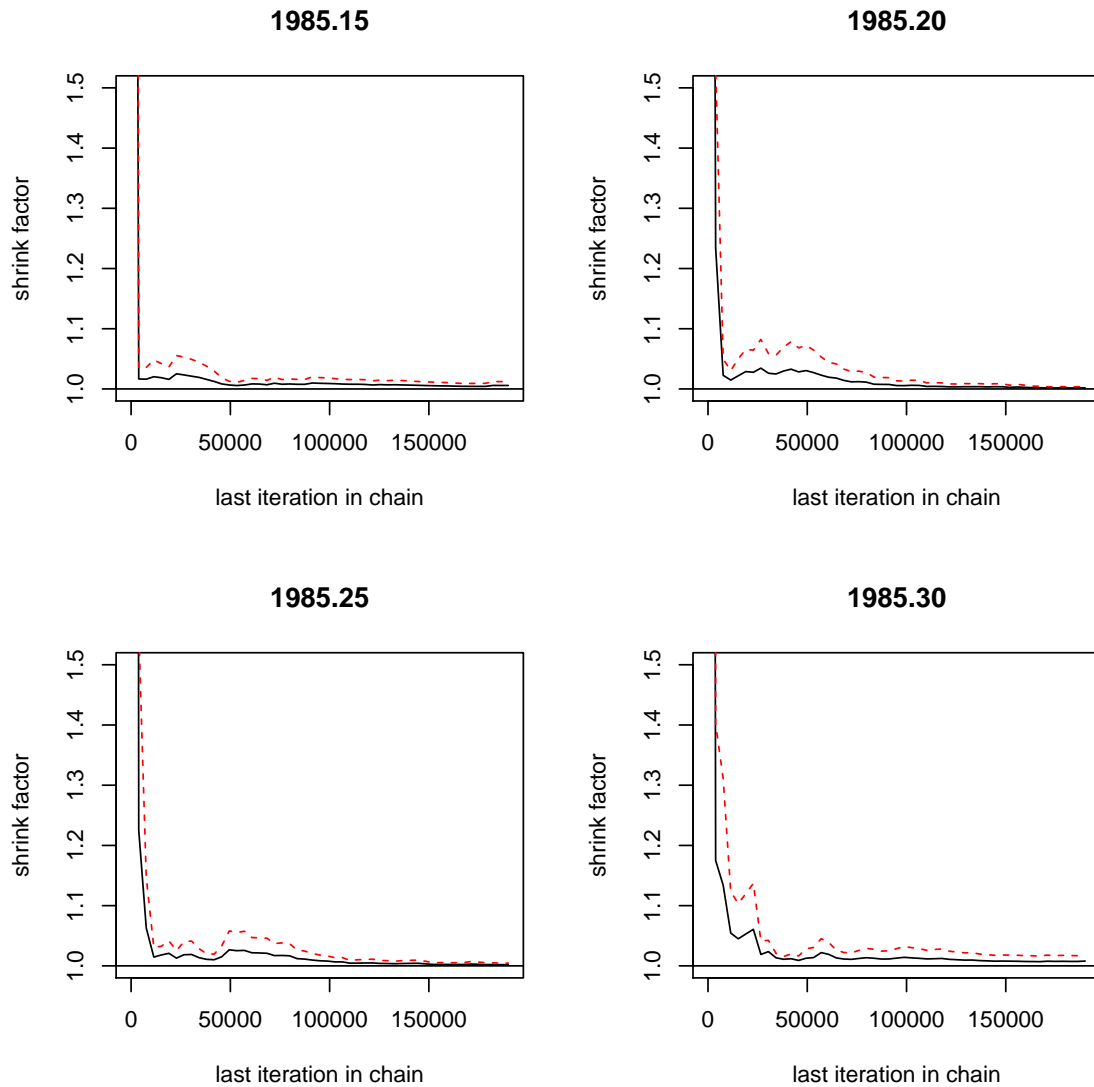 1985.15
1.0 1.1 1.2 1.3 1.4 1.5
shrink factor
0 50000 100000 150000
last iteration in chain
1985.20
1.0 1.1 1.2 1.3 1.4 1.5
shrink factor
0 50000 100000 150000
last iteration in chain
1985.25
1.0 1.1 1.2 1.3 1.4 1.5
shrink factor
0 50000 100000 150000
last iteration in chain
1985.30
1.0 1.1 1.2 1.3 1.4 1.5
shrink factor
0 50000 100000 150000
last iteration in chain